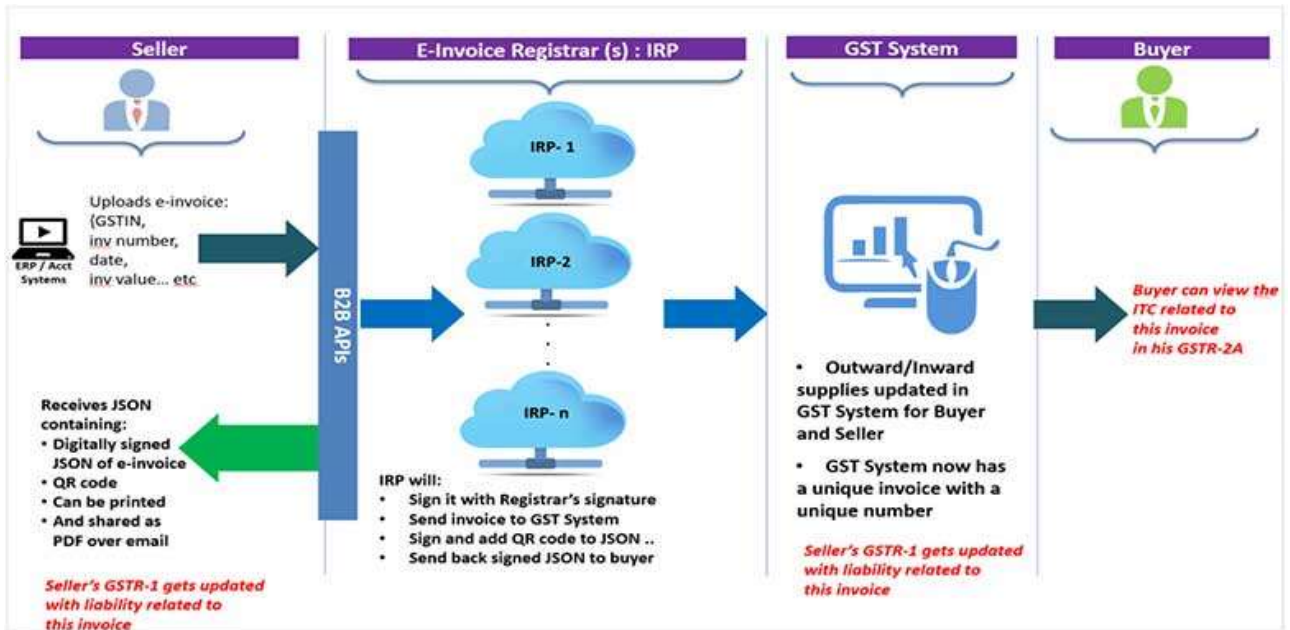 Seller
E-Invoice Registrar (s) : IRP
GST System
Buyer
Uploads e-invoice:
{GSTIN,
inv number,
date,
inv value... etc
ERP / Acct
Systems
Receives JSON
containing:
• Digitally signed
JSON of e-invoice
• QR code
• Can be printed
• And shared as
PDF over email
Seller's GSTR-1 gets updated
with liability related to
this invoice
B2B APIs
IRP- 1
IRP-2
IRP- n
IRP will:
• Sign it with Registrar's signature
• Send invoice to GST System
• Sign and add QR code to JSON ..
• Send back signed JSON to buyer
• Outward/Inward
supplies updated in
GST System for Buyer
and Seller
• GST System now has
a unique invoice with a
unique number
Seller's GSTR-1 gets updated
with liability related to
this invoice
Buyer can view the
ITC related to
this invoice
in his GSTR-2A